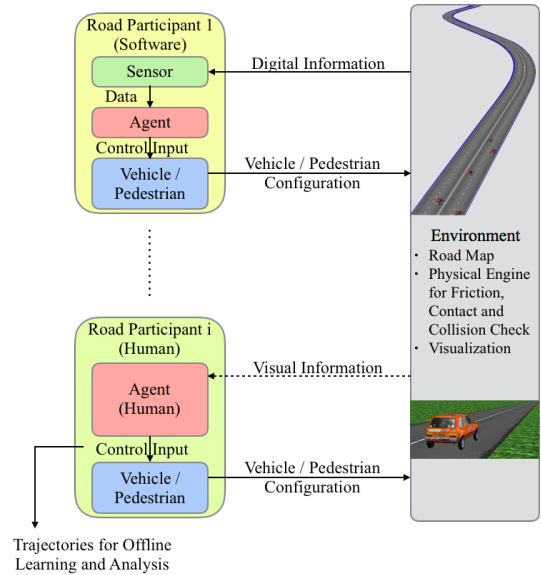 Road Participant 1
(Software)
Sensor
Data
Agent
Control Input
Vehicle /
Pedestrian
Digital Information
Vehicle / Pedestrian
Configuration
Environment
· Road Map
· Physical Engine
for Friction,
Contact and
Collision Check
· Visualization
Road Participant i
(Human)
Agent
(Human)
Control Input
Vehicle /
Pedestrian
Visual Information
Vehicle / Pedestrian
Configuration
Trajectories for Offline
Learning and Analysis